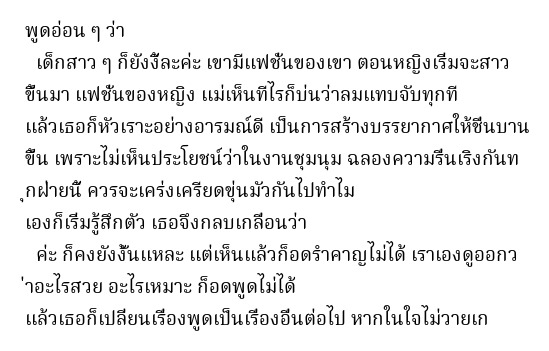 พูดอ่อน ๆ ว่า
เด็กสาว ๆ ก็ยังงี้ละค่ะ เขามีแฟชั่นของเขา ตอนหญิงเริ่มจะสาว
ขึ้นมา แฟชั่นของหญิง แม่เห็นทีไรก็บ่นว่าลมแทบจับทุกที
แล้วเธอก็หัวเราะอย่างอารมณ์ดี เป็นการสร้างบรรยากาศให้ชื่นบาน
ขึ้น เพราะไม่เห็นประโยชน์ว่าในงานชุมนุม ฉลองความรื่นเริงกันท
ุกฝ่ายนี้ ควรจะเคร่งเครียดขุ่นมัวกันไปทำไม
เองก็เริ่มรู้สึกตัว เธอจึงกลบเกลื่อนว่า
ค่ะ ก็คงยังงั้นแหละ แต่เห็นแล้วก็อดรำคาญไม่ได้ เราเองดูออกว
่าอะไรสวย อะไรเหมาะ ก็อดพูดไม่ได้
แล้วเธอก็เปลี่ยนเรื่องพูดเป็นเรื่องอื่นต่อไป หากในใจไม่วายเก